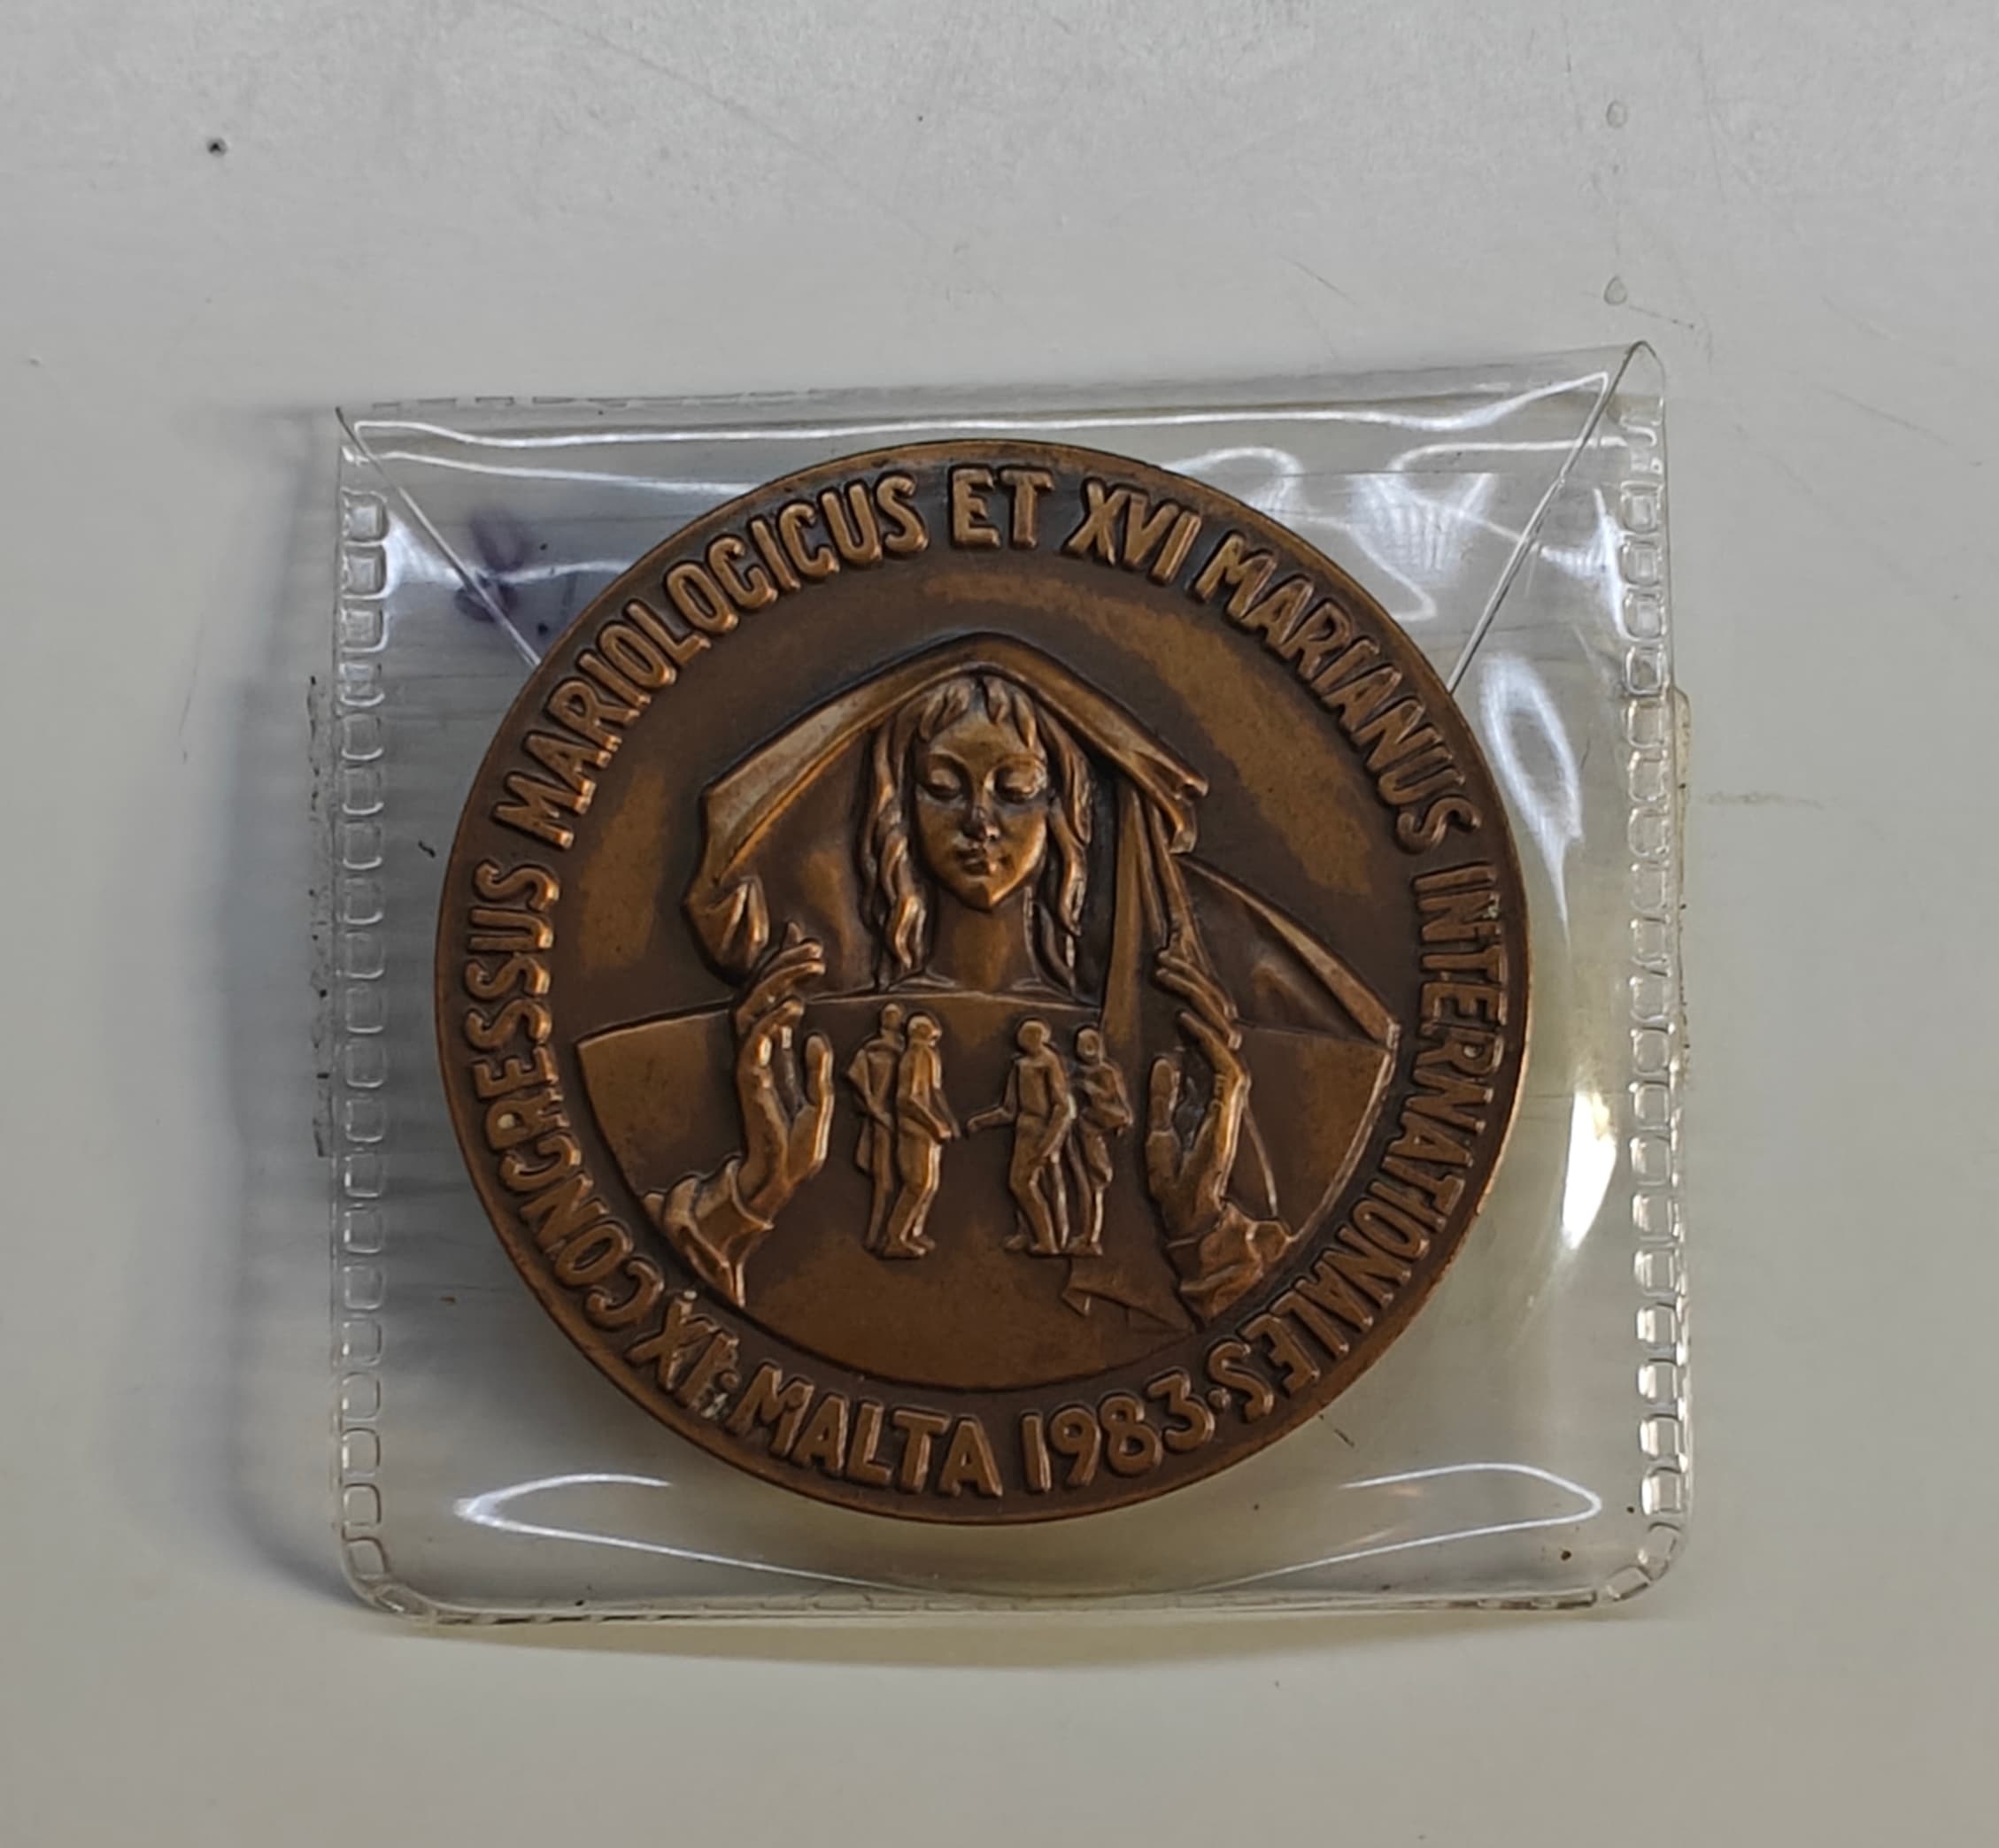 IX CONGRESSUS MARIOLOGICUS ET XVI MARIANUS INTERNATIONALES
· MALTA 1983 ·